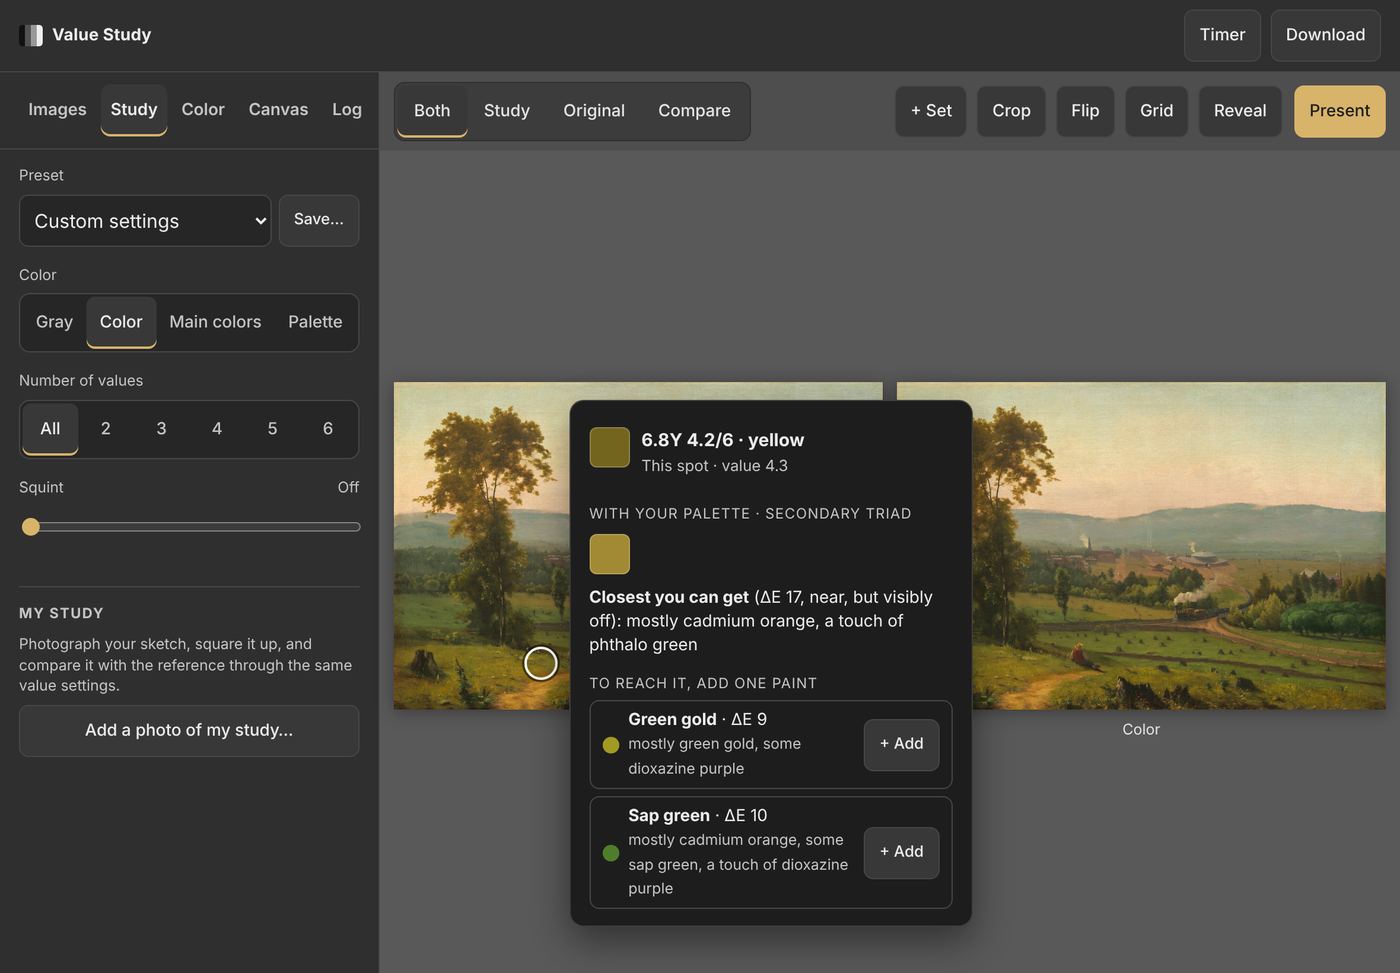 Value Study
Timer
Download
Images
Study
Color
Canvas
Log
Both
Study
Original
Compare
+ Set
Crop
Flip
Grid
Reveal
Present
Preset
Custom settings
Save...
Color
Gray
Color
Main colors
Palette
Number of values
All
2
3
4
5
6
Squint
Off
MY STUDY
Photograph your sketch, square it up, and
compare it with the reference through the same
value settings.
Add a photo of my study...
6.8Y 4.2/6 · yellow
This spot · value 4.3
WITH YOUR PALETTE · SECONDARY TRIAD
Closest you can get (ΔE 17, near, but visibly
off): mostly cadmium orange, a touch of
phthalo green
TO REACH IT, ADD ONE PAINT
Green gold · ΔE 9
mostly green gold, some
dioxazine purple
+ Add
Sap green · ΔE 10
mostly cadmium orange, some
sap green, a touch of dioxazine
purple
+ Add
Color